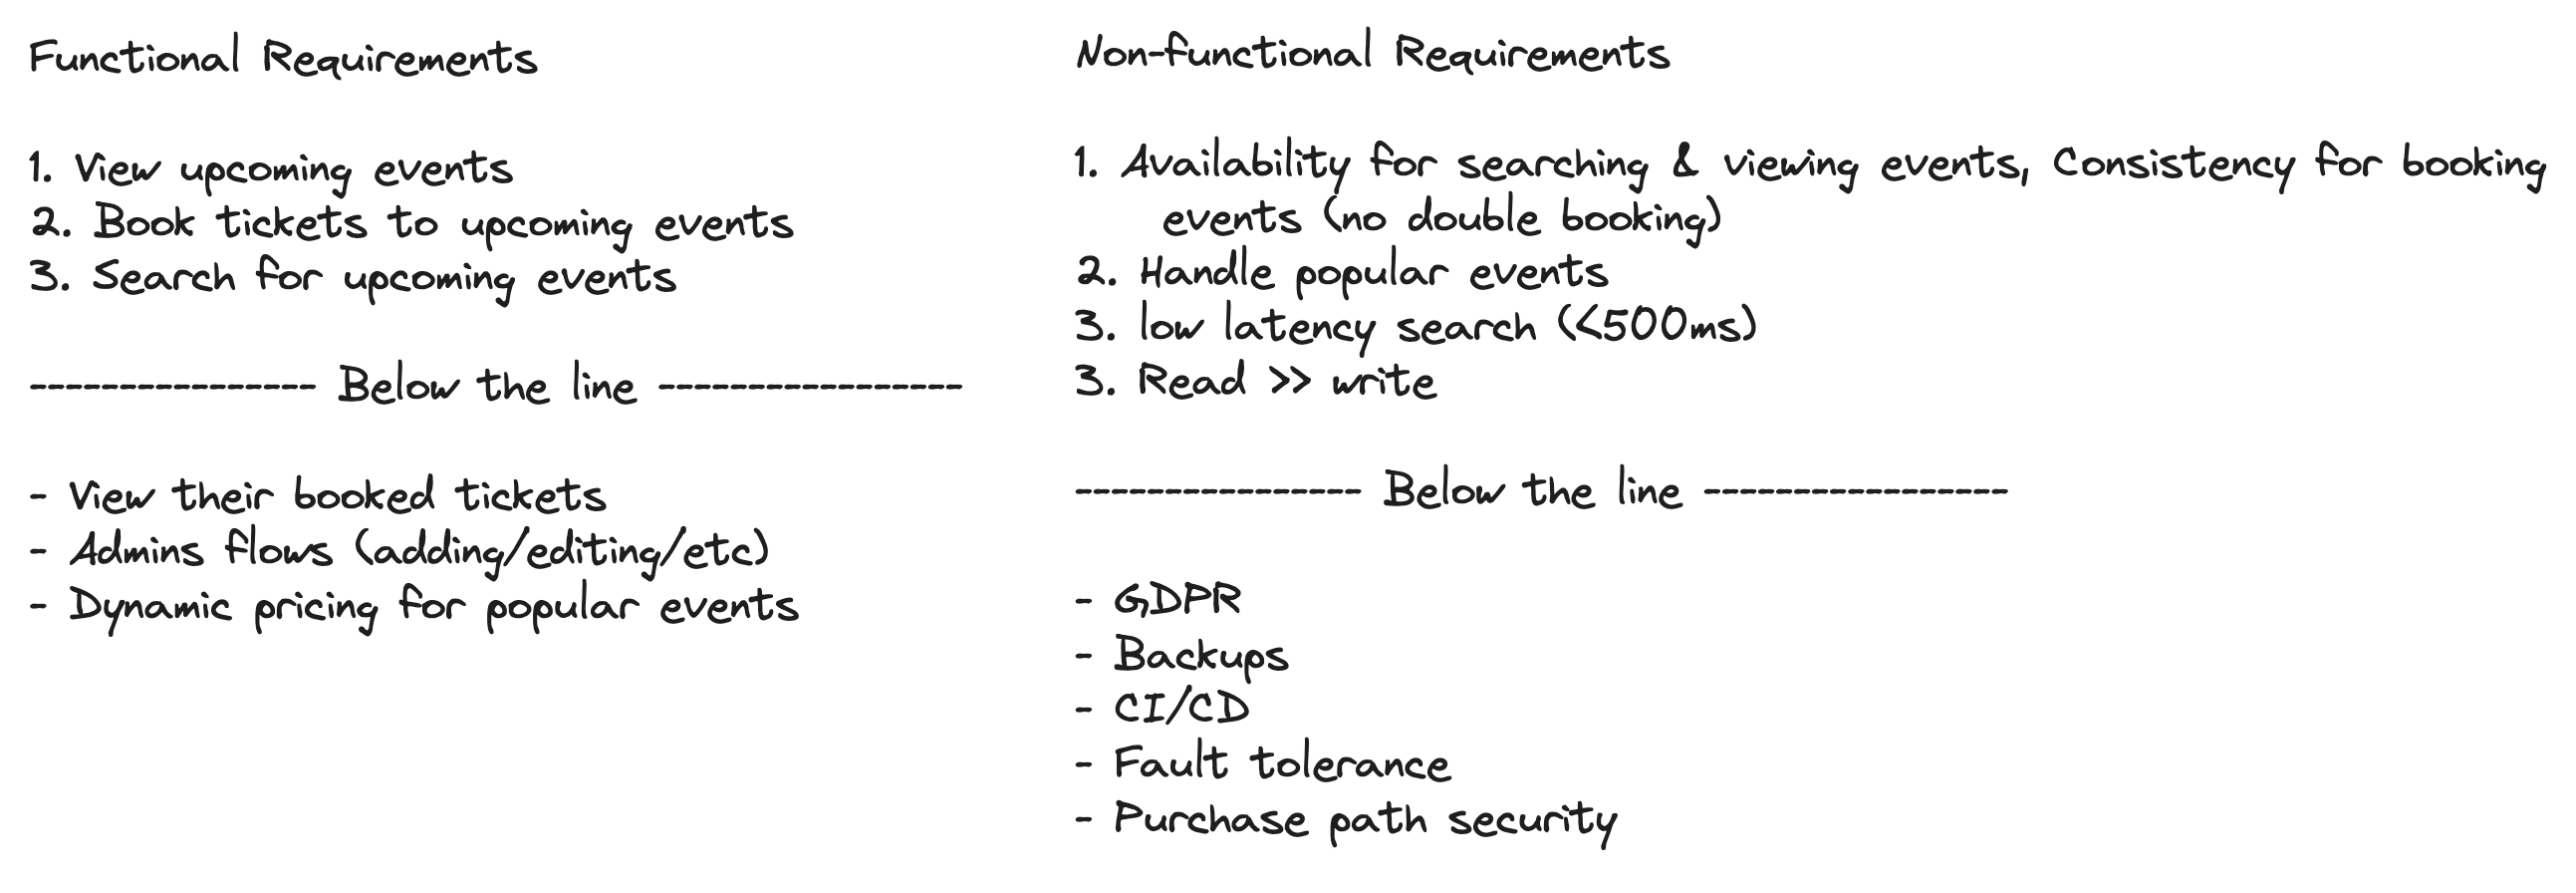 Functional Requirements
1. View upcoming events
2. Book tickets to upcoming events
3. Search for upcoming events
--------------- Below the line ----------------
- View their booked tickets
- Admins flows (adding/editing/etc)
- Dynamic pricing for popular events
Non-functional Requirements
1. Availability for searching & viewing events, Consistency for booking
events (no double booking)
2. Handle popular events
3. low latency search (<500ms)
3. Read >> write
--------------- Below the line ----------------
- GDPR
- Backups
- CI/CD
- Fault tolerance
- Purchase path security